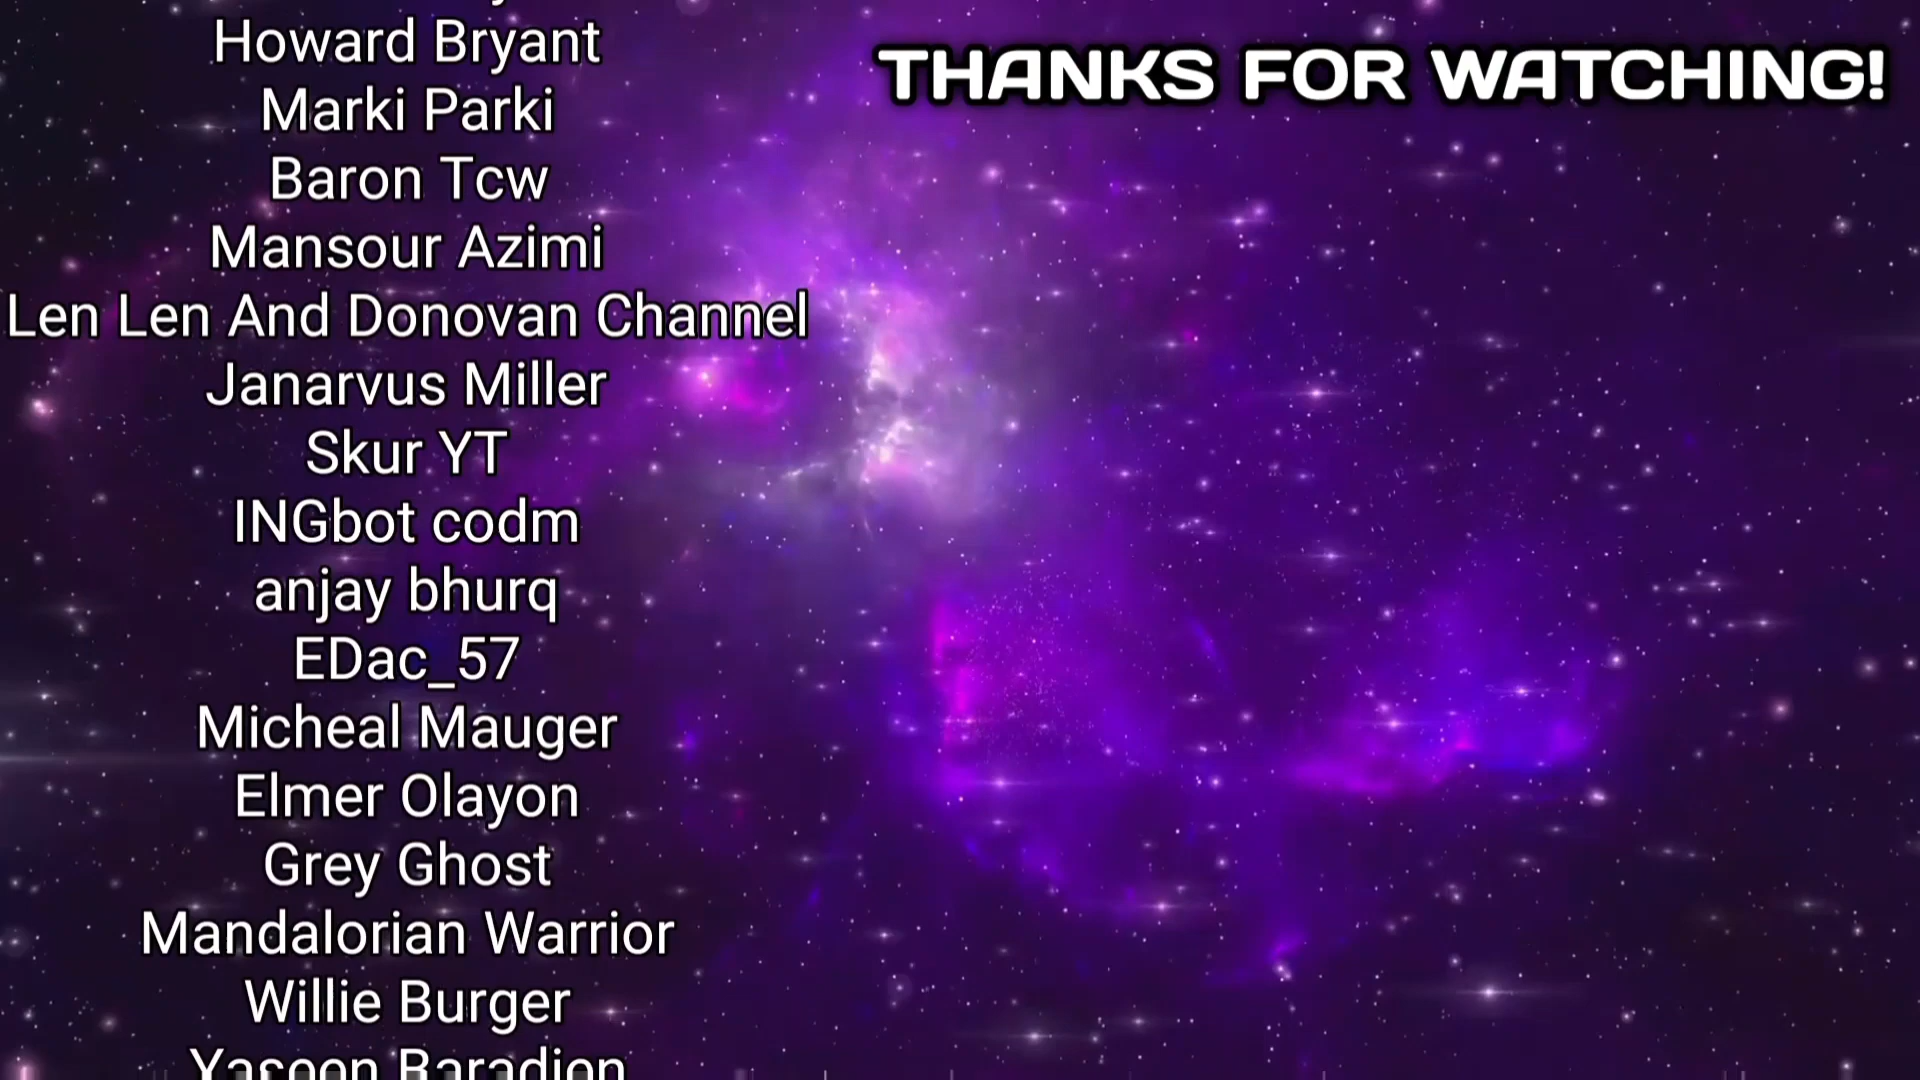 Howard Bryant
THANKS FOR WATCHING!
Marki Parki
Baron Tcw
Mansour Azimi
Len Len And Donovan Channel
Janarvus Miller
Skur YT
INGbot codm
anjay bhurq
EDac_57
Micheal Mauger
Elmer Olayon
Grey Ghost
Mandalorian Warrior
Willie Burger